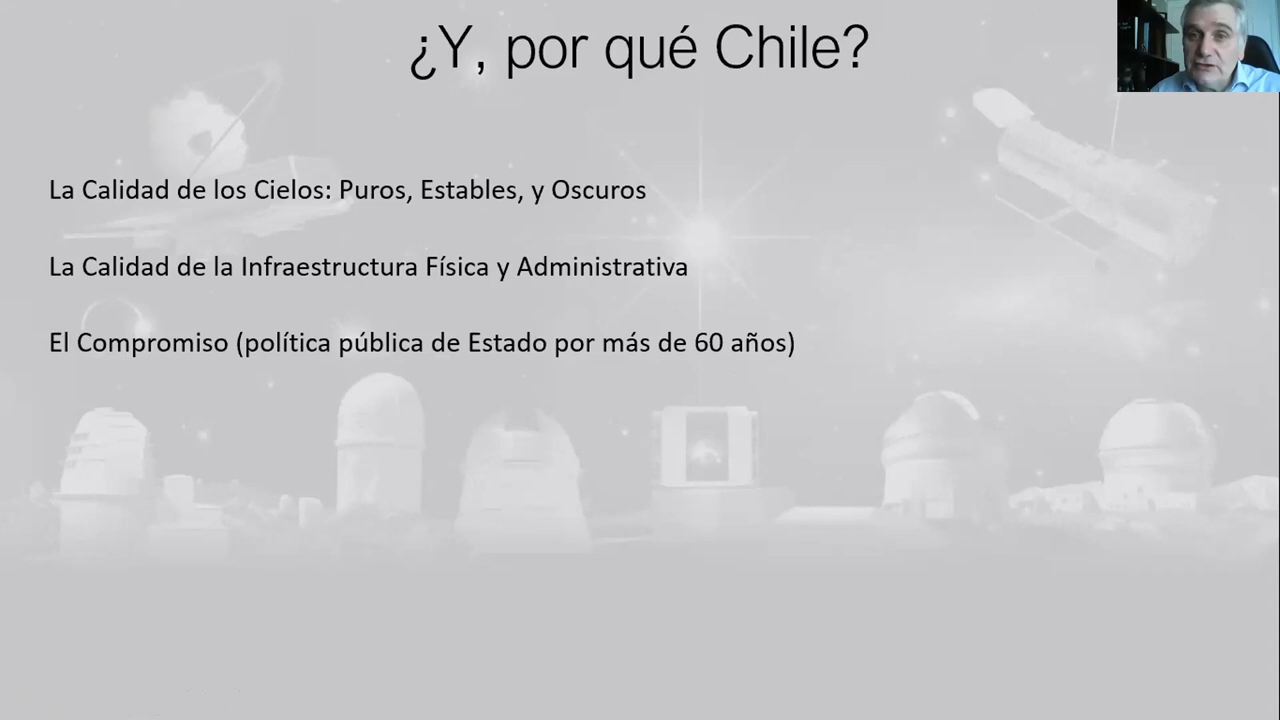 ¿Y, por qué Chile?
La Calidad de los Cielos: Puros, Estables, y Oscuros
La Calidad de la Infraestructura Física y Administrativa
El Compromiso (política pública de Estado por más de 60 años)